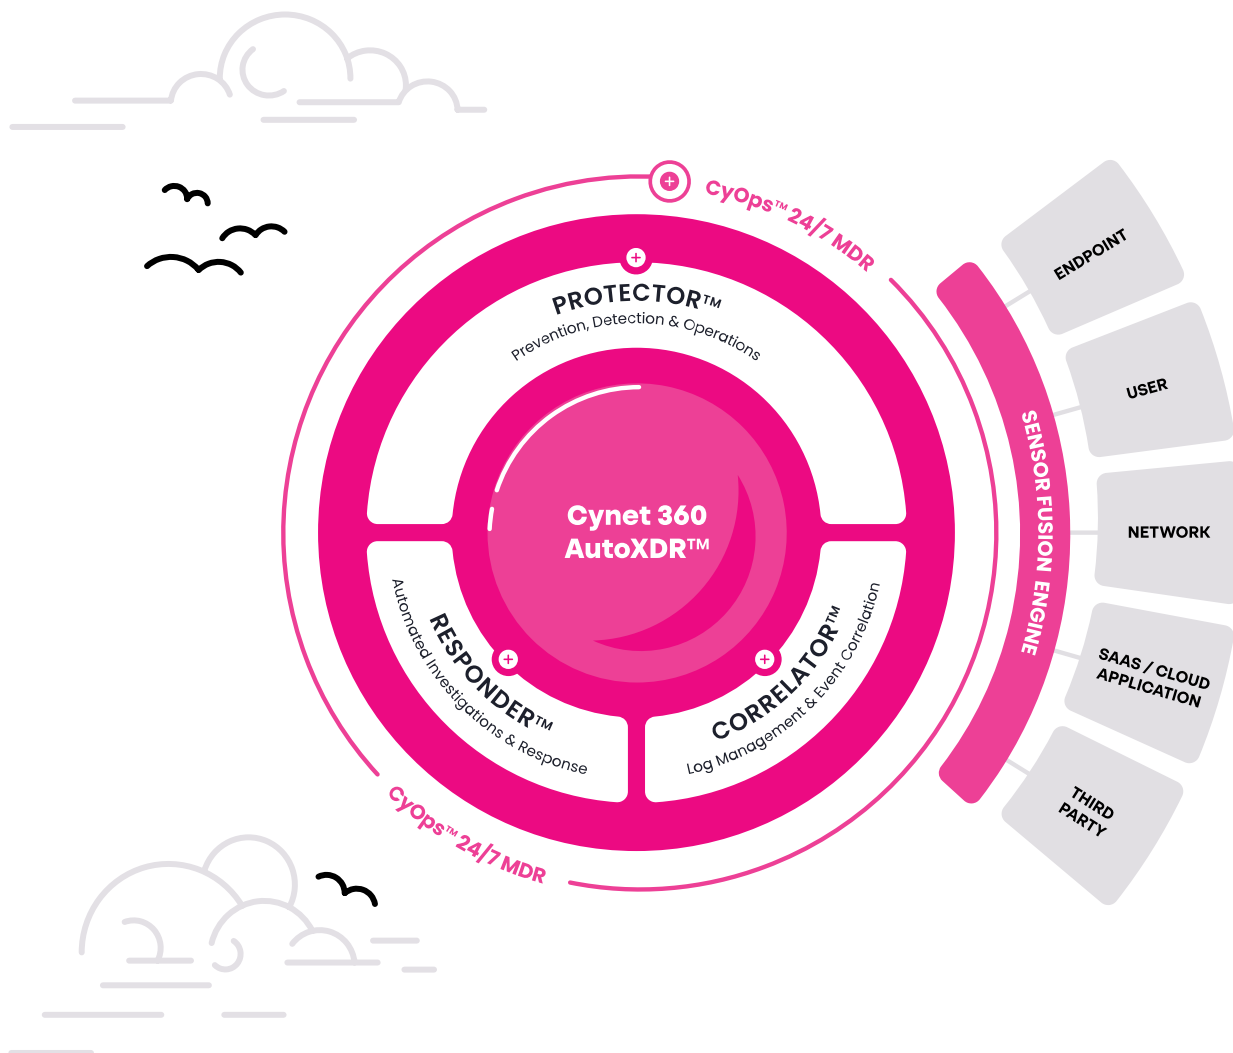 CyOps™ 24/7 MDR
PROTECTOR™
Prevention, Detection & Operations
Cynet 360
AutoXDR™
RESPONDER™
Automated Investigations & Response
CORRELATOR™
Log Management & Event Correlation
CyOps™ 24/7 MDR
SENSOR FUSION ENGINE
ENDPOINT
USER
NETWORK
SAAS / CLOUD
APPLICATION
THIRD
PARTY